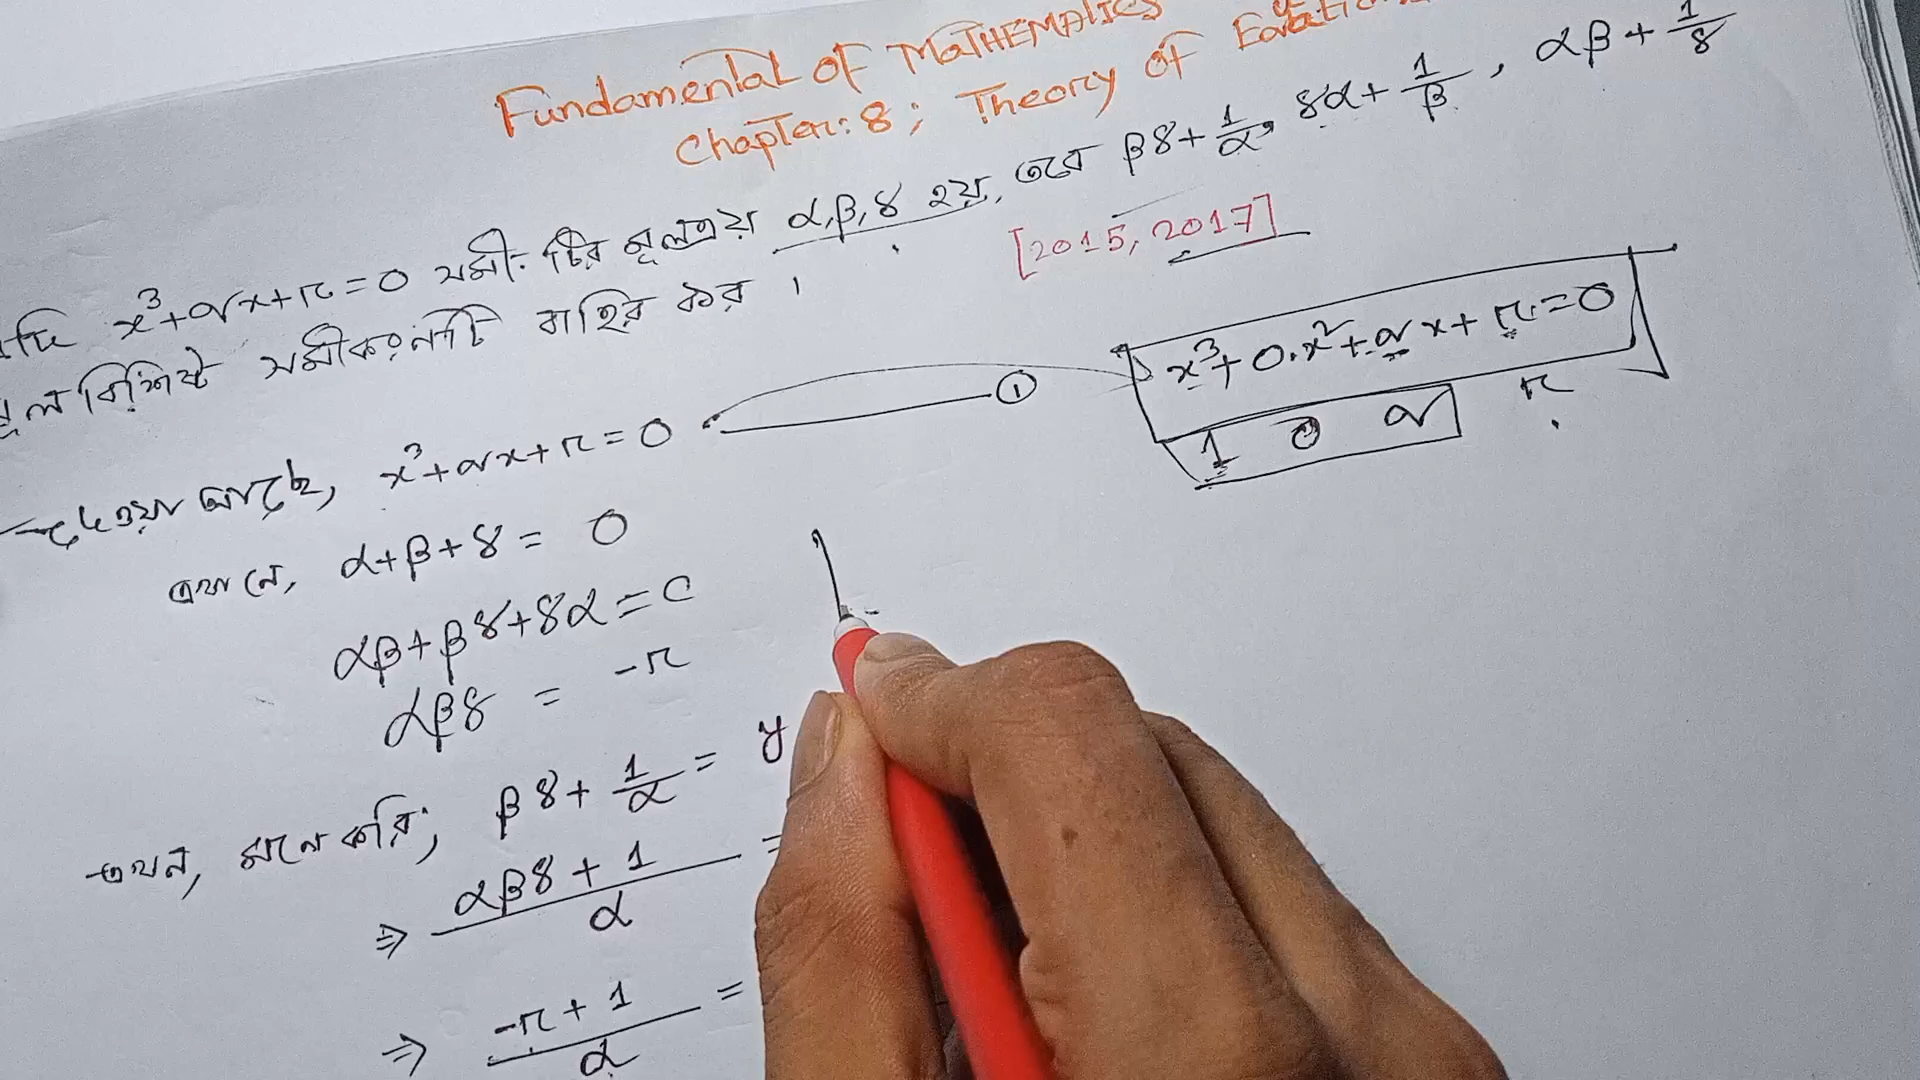 Fundamental of MATHEMATICS
Chapter: 8; Theory of Equation
যদি x³+qx+r=0 সমী. টির মূলত্রয় α,β,γ হয়, তবে βγ+1/α, γα+1/β, αβ+1/γ
মূল বিশিষ্ট সমীকরণটি বাহির কর । [2015, 2017]
x³+0.x²+qx+r=0
1 0 q r
দেওয়া আছে, x³+qx+r=0 ①
এখানে, α+β+γ= 0
αβ+βγ+γα=
αβγ = -r
এখন, মনে করি; βγ+1/α= y
⇒ (αβγ+1)/α =
⇒ (-r+1)/α =